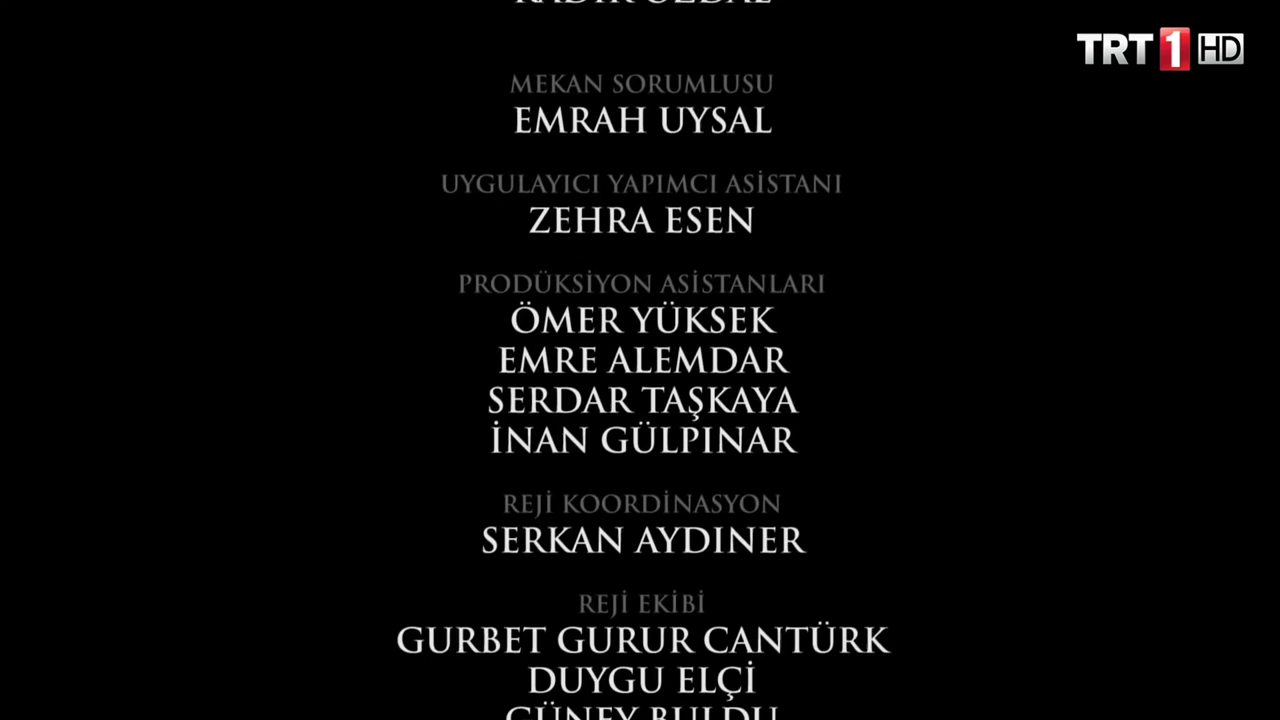 TRT 1 HD
MEKAN SORUMLUSU
EMRAH UYSAL
UYGULAYICI YAPIMCI ASİSTANI
ZEHRA ESEN
PRODÜKSİYON ASİSTANLARI
ÖMER YÜKSEK
EMRE ALEMDAR
SERDAR TAŞKAYA
İNAN GÜLPINAR
REJİ KOORDİNASYON
SERKAN AYDINER
REJİ EKİBİ
GURBET GURUR CANTÜRK
DUYGU ELÇİ
GÜNEY BULDU